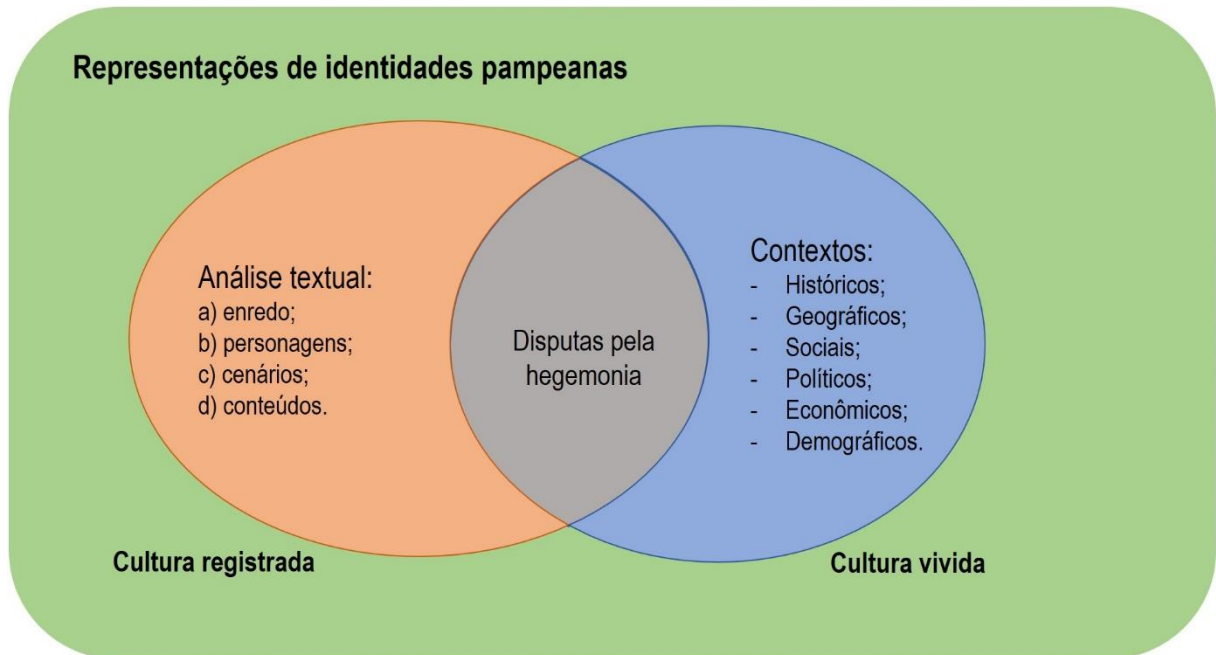 Representações de identidades pampeanas
Análise textual:
a) enredo;
b) personagens;
c) cenários;
d) conteúdos.
Disputas pela
hegemonia
Contextos:
- Históricos;
- Geográficos;
- Sociais;
- Políticos;
- Econômicos;
- Demográficos.
Cultura registrada
Cultura vivida